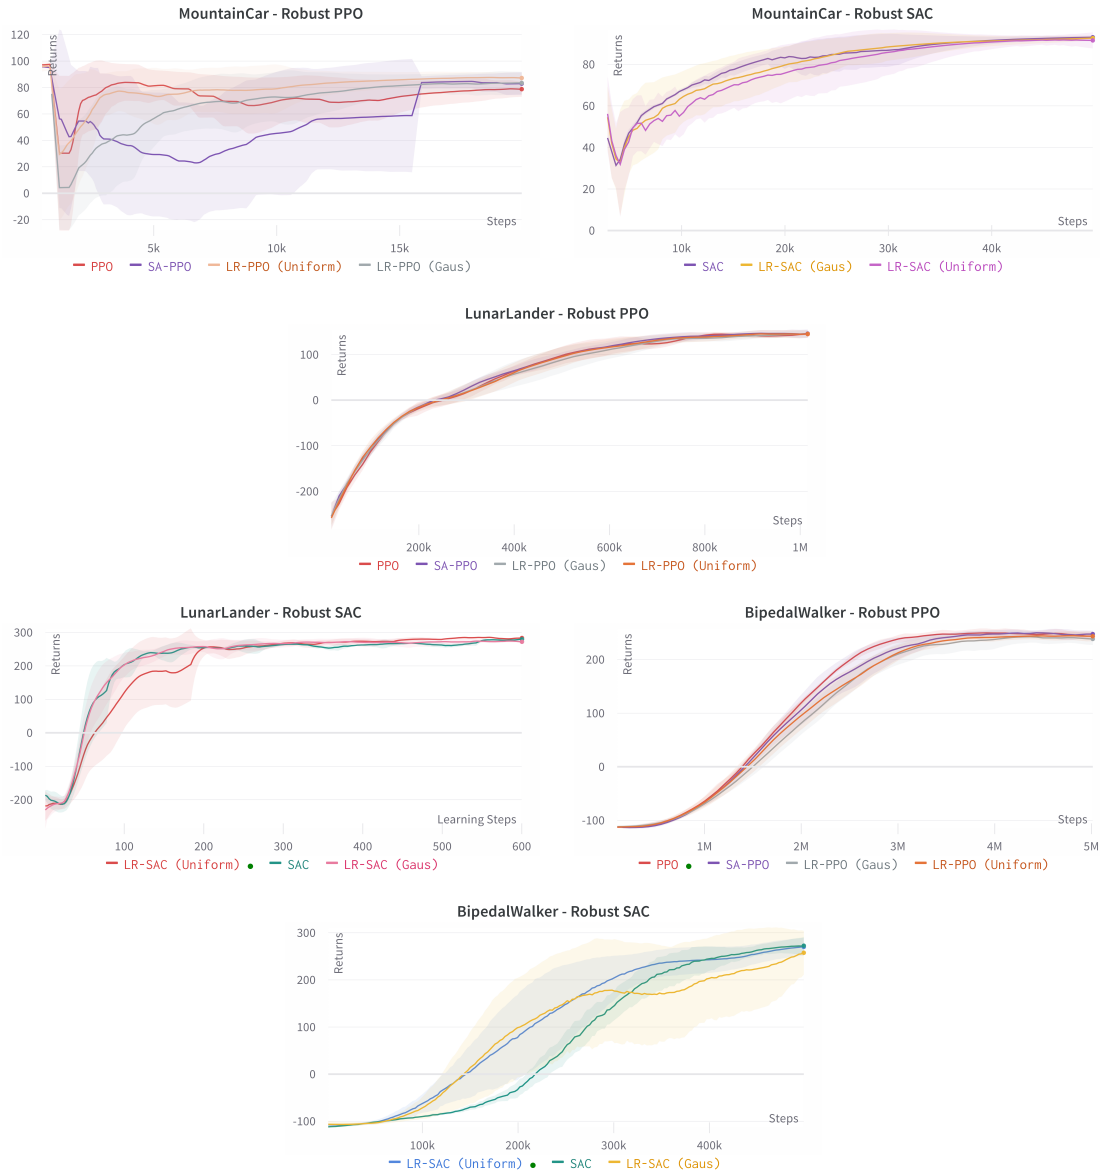 MountainCar - Robust PPO
Returns
120
100
80
60
40
20
0
-20
Steps
5k 10k 15k
PPO SA-PPO LR-PPO (Uniform) LR-PPO (Gaus)
MountainCar - Robust SAC
Returns
80
60
40
20
0
Steps
10k 20k 30k 40k
SAC LR-SAC (Gaus) LR-SAC (Uniform)
LunarLander - Robust PPO
Returns
100
0
-100
-200
Steps
200k 400k 600k 800k 1M
PPO SA-PPO LR-PPO (Gaus) LR-PPO (Uniform)
LunarLander - Robust SAC
Returns
300
200
100
0
-100
-200
Learning Steps
100 200 300 400 500 600
LR-SAC (Uniform) SAC LR-SAC (Gaus)
BipedalWalker - Robust PPO
Returns
200
100
0
-100
Steps
1M 2M 3M 4M 5M
PPO SA-PPO LR-PPO (Gaus) LR-PPO (Uniform)
BipedalWalker - Robust SAC
Returns
300
200
100
0
-100
Steps
100k 200k 300k 400k
LR-SAC (Uniform) SAC LR-SAC (Gaus)